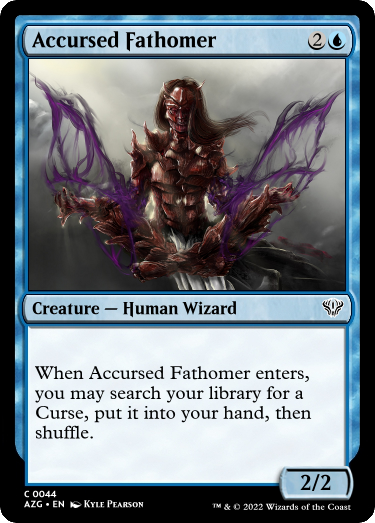 Accursed Fathomer 2
Creature — Human Wizard
When Accursed Fathomer enters,
you may search your library for a
Curse, put it into your hand, then
shuffle.
2/2
C 0044
AZG • EN Kyle Pearson
™ & © 2022 Wizards of the Coast